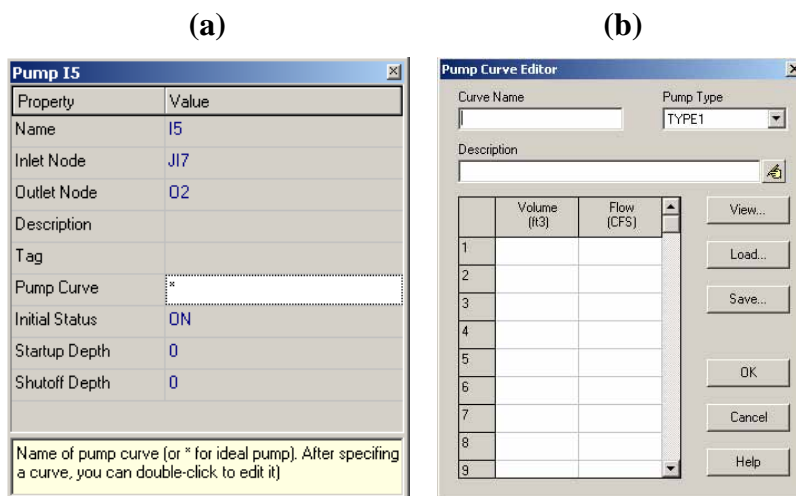 (a)
(b)
Pump I5
Property Value
Name I5
Inlet Node JI7
Outlet Node O2
Description
Tag
Pump Curve *
Initial Status ON
Startup Depth 0
Shutoff Depth 0
Name of pump curve (or * for ideal pump). After specifing
a curve, you can double-click to edit it)
Pump Curve Editor
Curve Name Pump Type
TYPE1
Description
Volume Flow
(ft3) (CFS)
View...
1
Load...
2
3
Save...
4
5
OK
6
7
Cancel
8
Help
9